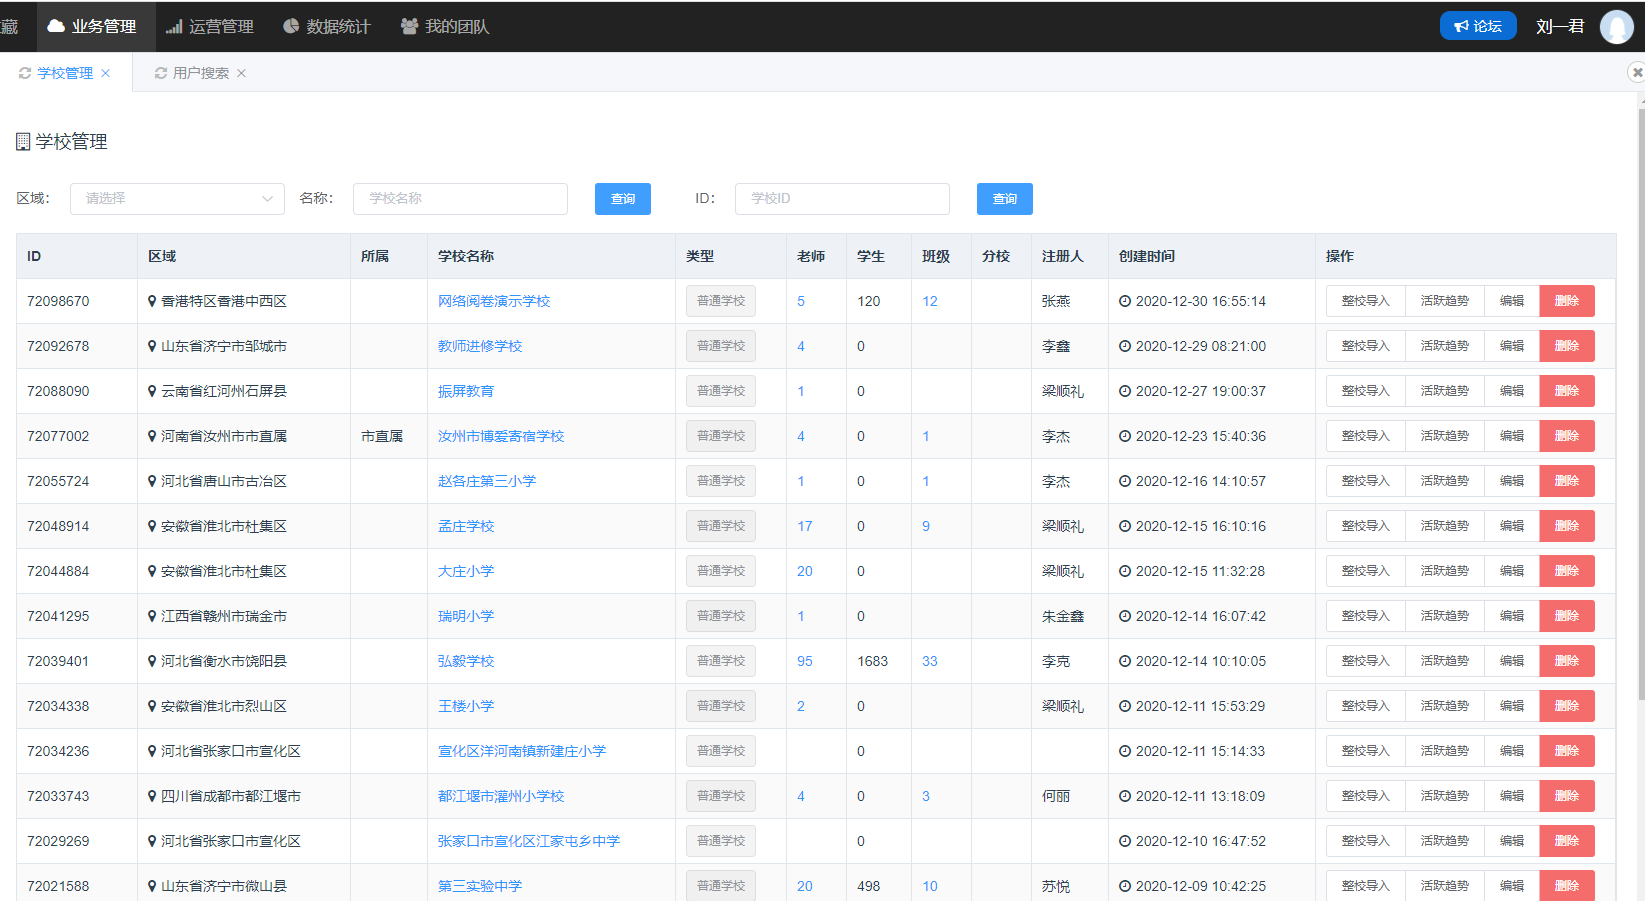 藏 业务管理 运营管理 数据统计 我的团队 论坛 刘一君
学校管理 × 用户搜索 ×
学校管理
区域: 请选择 名称: 学校名称 查询 ID: 学校ID 查询
ID 区域 所属 学校名称 类型 老师 学生 班级 分校 注册人 创建时间 操作
72098670 香港特区香港中西区 网络阅卷演示学校 普通学校 5 120 12 张燕 2020-12-30 16:55:14 整校导入 活跃趋势 编辑 删除
72092678 山东省济宁市邹城市 教师进修学校 普通学校 4 0 李鑫 2020-12-29 08:21:00 整校导入 活跃趋势 编辑 删除
72088090 云南省红河州石屏县 振屏教育 普通学校 1 0 梁顺礼 2020-12-27 19:00:37 整校导入 活跃趋势 编辑 删除
72077002 河南省汝州市市直属 市直属 汝州市博爱寄宿学校 普通学校 4 0 1 李杰 2020-12-23 15:40:36 整校导入 活跃趋势 编辑 删除
72055724 河北省唐山市古冶区 赵各庄第三小学 普通学校 1 0 1 李杰 2020-12-16 14:10:57 整校导入 活跃趋势 编辑 删除
72048914 安徽省淮北市杜集区 孟庄学校 普通学校 17 0 9 梁顺礼 2020-12-15 16:10:16 整校导入 活跃趋势 编辑 删除
72044884 安徽省淮北市杜集区 大庄小学 普通学校 20 0 梁顺礼 2020-12-15 11:32:28 整校导入 活跃趋势 编辑 删除
72041295 江西省赣州市瑞金市 瑞明小学 普通学校 1 0 朱金鑫 2020-12-14 16:07:42 整校导入 活跃趋势 编辑 删除
72039401 河北省衡水市饶阳县 弘毅学校 普通学校 95 1683 33 李克 2020-12-14 10:10:05 整校导入 活跃趋势 编辑 删除
72034338 安徽省淮北市烈山区 王楼小学 普通学校 2 0 梁顺礼 2020-12-11 15:53:29 整校导入 活跃趋势 编辑 删除
72034236 河北省张家口市宣化区 宣化区洋河南镇新建庄小学 普通学校 0 2020-12-11 15:14:33 整校导入 活跃趋势 编辑 删除
72033743 四川省成都市都江堰市 都江堰市灌州小学校 普通学校 4 0 3 何丽 2020-12-11 13:18:09 整校导入 活跃趋势 编辑 删除
72029269 河北省张家口市宣化区 张家口市宣化区江家屯乡中学 普通学校 0 2020-12-10 16:47:52 整校导入 活跃趋势 编辑 删除
72021588 山东省济宁市微山县 第三实验中学 普通学校 20 498 10 苏悦 2020-12-09 10:42:25 整校导入 活跃趋势 编辑 删除